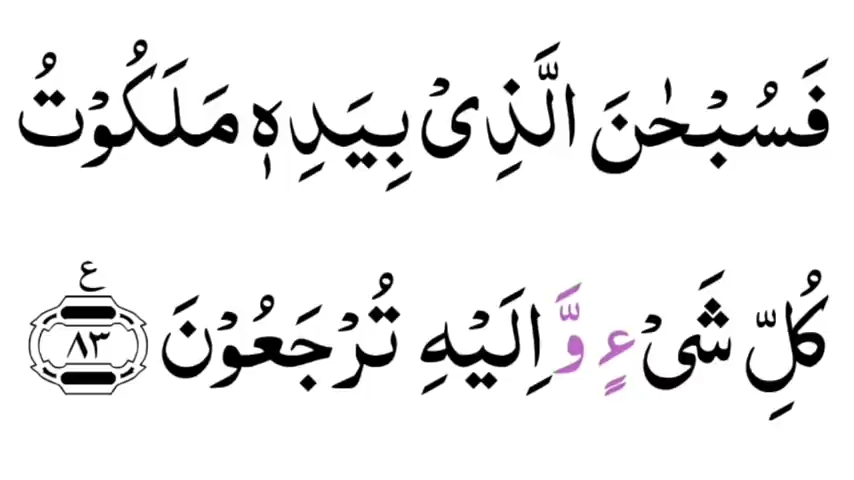 فَسُبْحٰنَ الَّذِيْ بِيَدِهٖ مَلَكُوْتُ
كُلِّ شَیْءٍ وَّاِلَيْهِ تُرْجَعُوْنَ ۸۳ ع